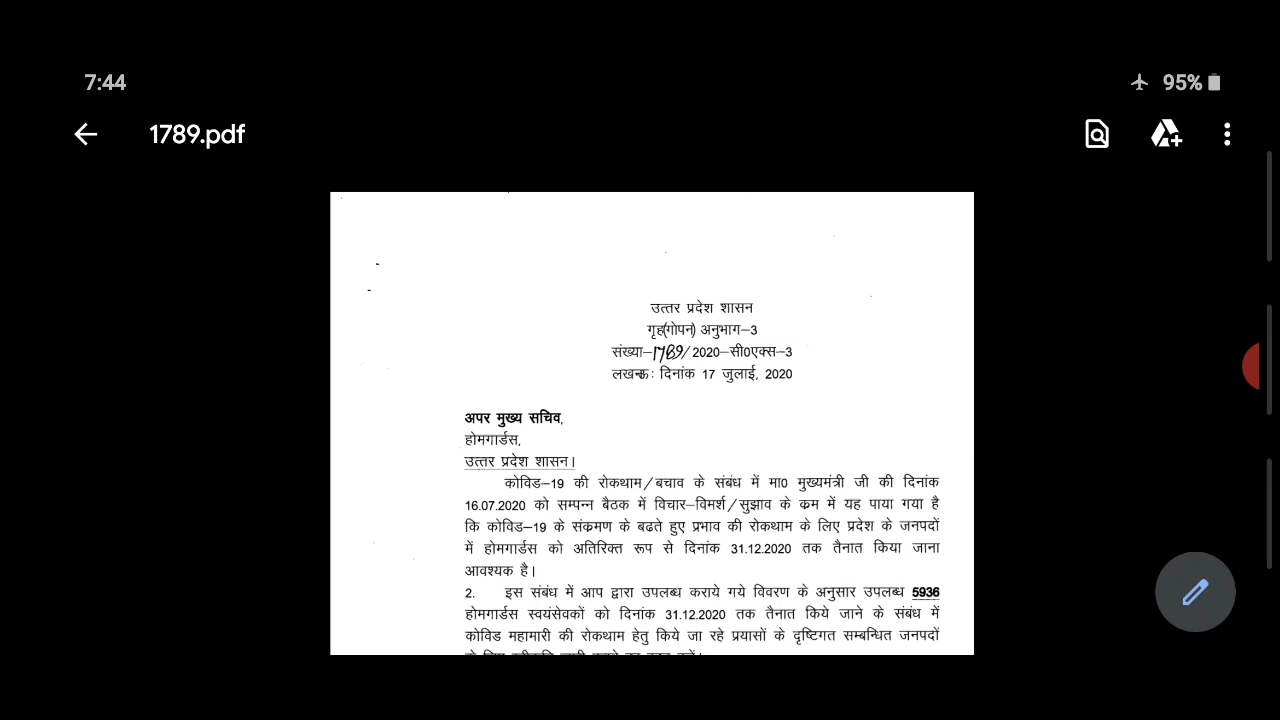 7:44
95%
1789.pdf
उत्तर प्रदेश शासन
गृह(गोपन) अनुभाग–3
संख्या–1789/2020–सी0एक्स–3
लखनऊ: दिनांक 17 जुलाई, 2020
अपर मुख्य सचिव,
होमगार्डस,
उत्तर प्रदेश शासन।
कोविड–19 की रोकथाम/बचाव के संबंध में मा0 मुख्यमंत्री जी की दिनांक
16.07.2020 को सम्पन्न बैठक में विचार–विमर्श/सुझाव के क्रम में यह पाया गया है
कि कोविड–19 के संक्रमण के बढते हुए प्रभाव की रोकथाम के लिए प्रदेश के जनपदों
में होमगार्डस को अतिरिक्त रूप से दिनांक 31.12.2020 तक तैनात किया जाना
आवश्यक है।
2. इस संबंध में आप द्वारा उपलब्ध कराये गये विवरण के अनुसार उपलब्ध 5936
होमगार्डस स्वयंसेवकों को दिनांक 31.12.2020 तक तैनात किये जाने के संबंध में
कोविड महामारी की रोकथाम हेतु किये जा रहे प्रयासों के दृष्टिगत सम्बन्धित जनपदों